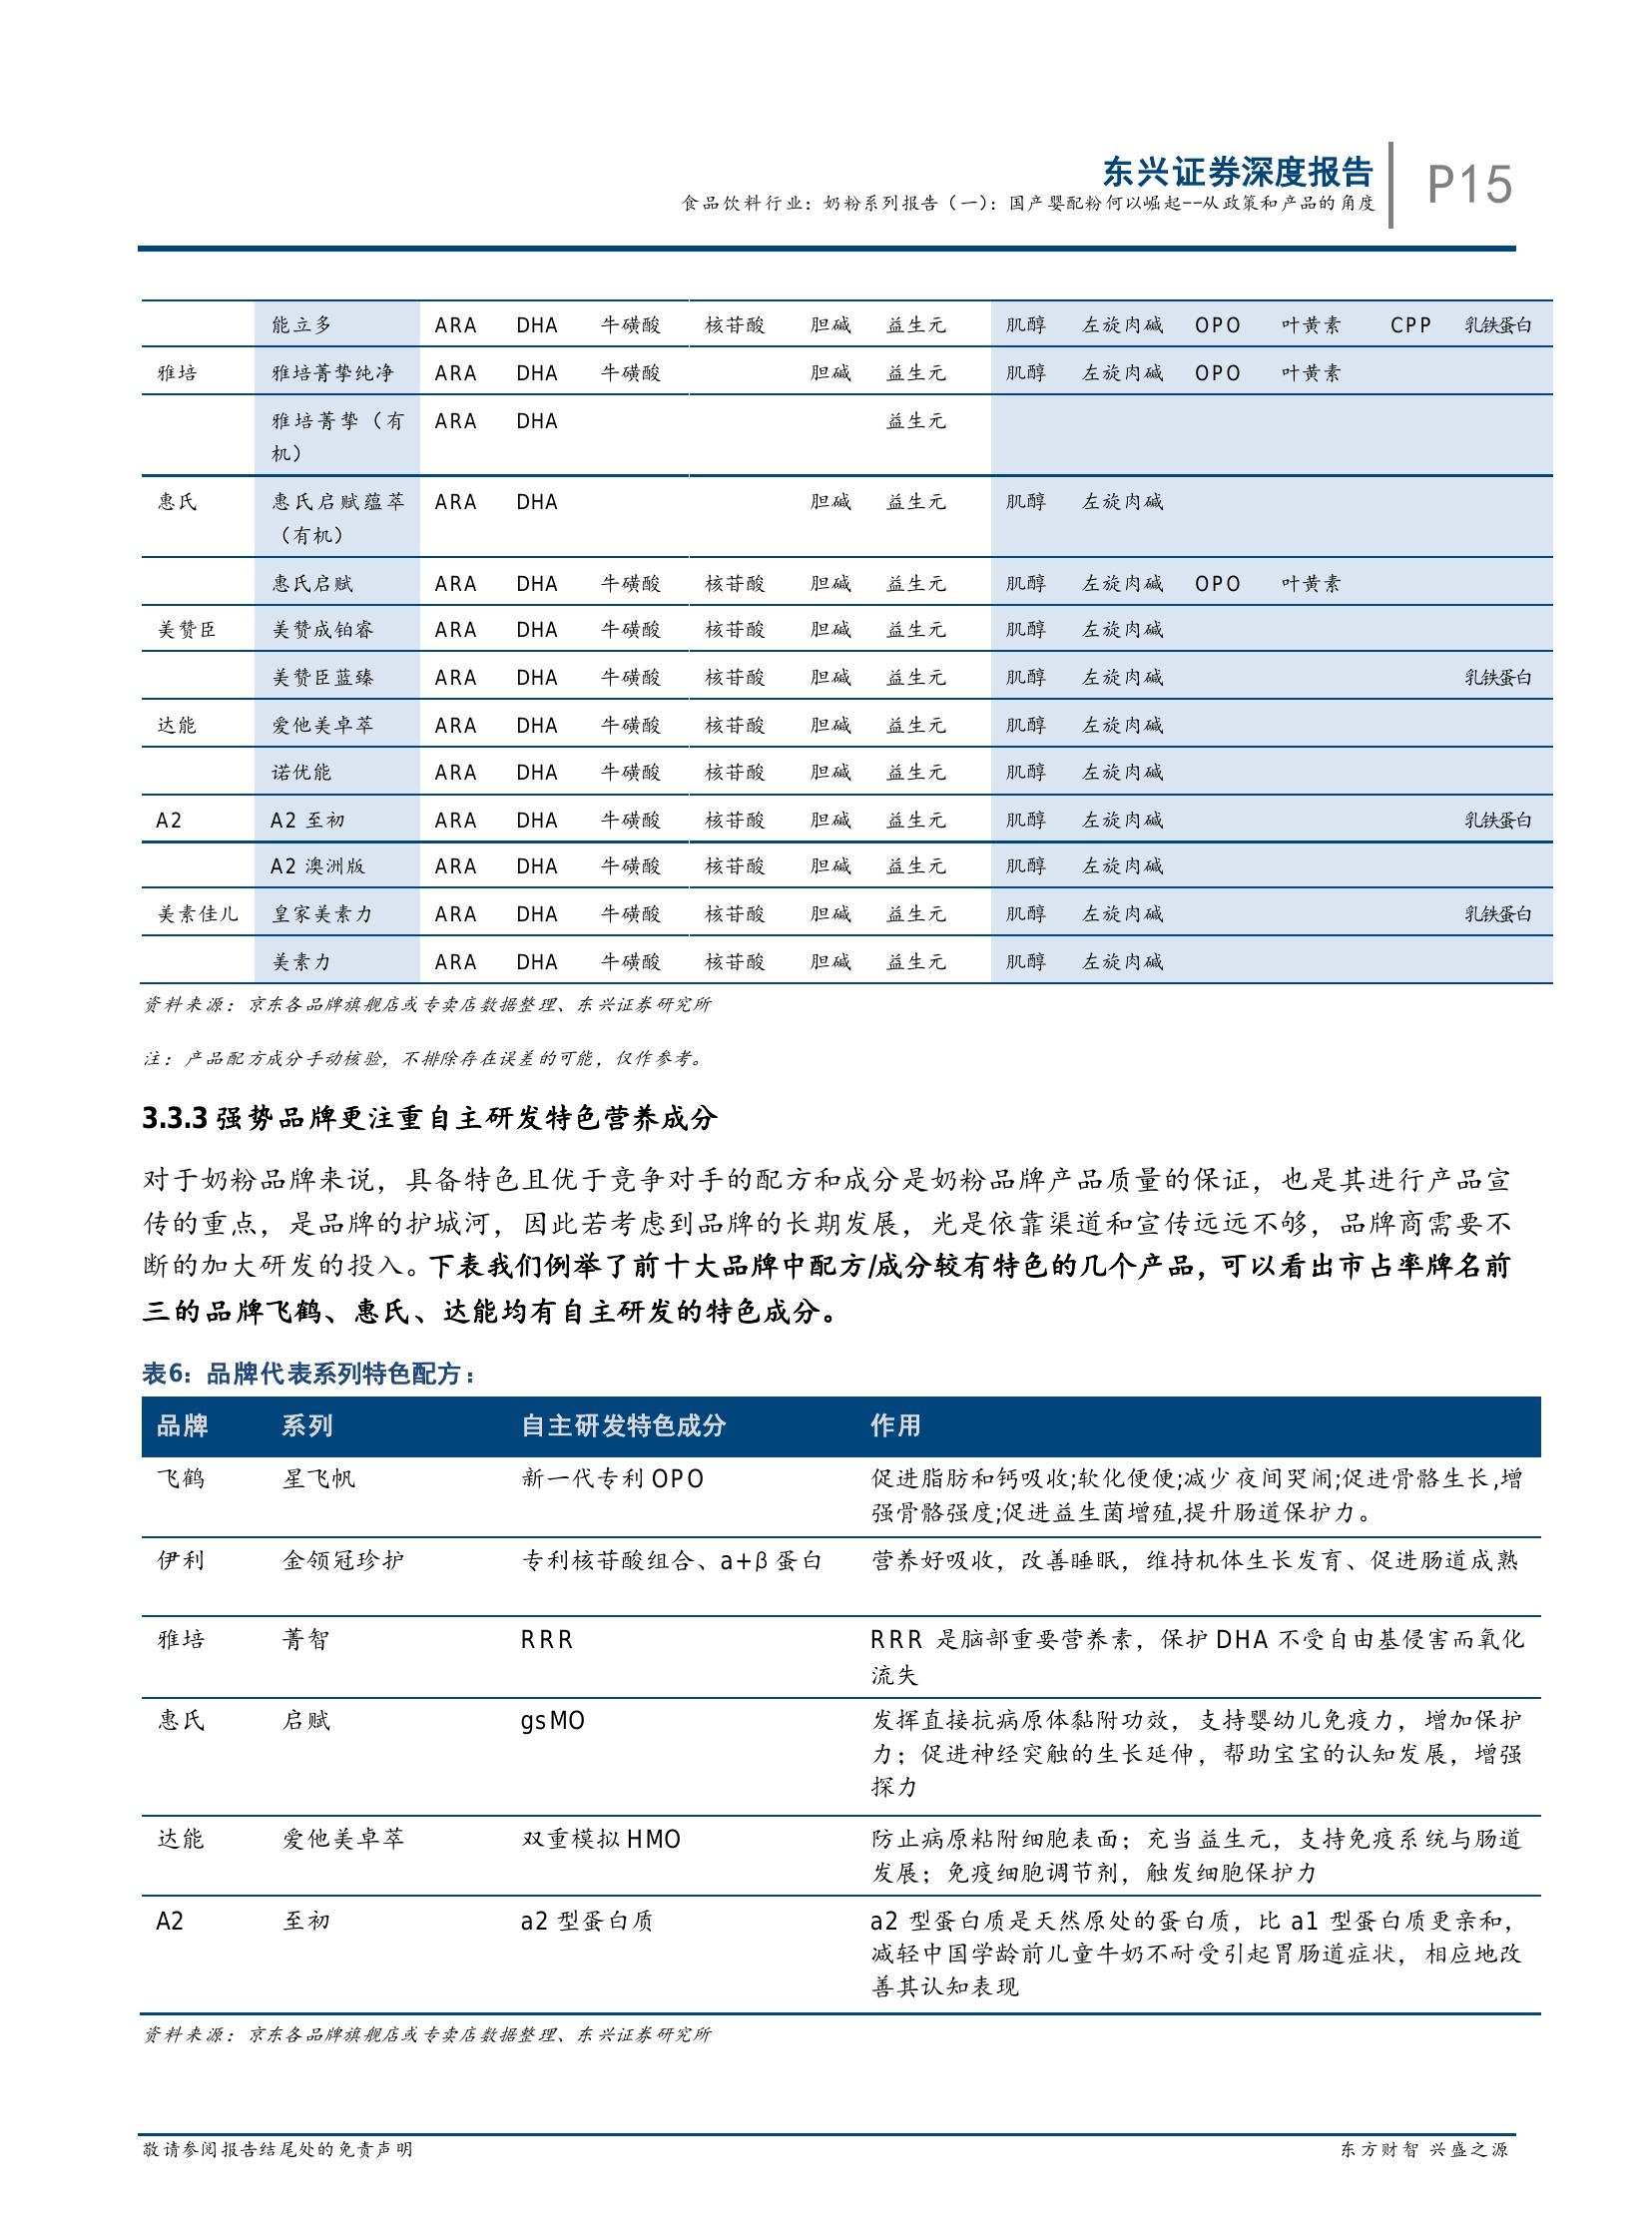 东兴证券深度报告
P15
食品饮料行业：奶粉系列报告（一）：国产婴配粉何以崛起--从政策和产品的角度
能立多 ARA DHA 牛磺酸 核苷酸 胆碱 益生元 肌醇 左旋肉碱 OPO 叶黄素 CPP 乳铁蛋白
雅培 雅培菁挚纯净 ARA DHA 牛磺酸 胆碱 益生元 肌醇 左旋肉碱 OPO 叶黄素
雅培菁挚（有 ARA DHA 益生元
机）
惠氏 惠氏启赋蕴萃 ARA DHA 胆碱 益生元 肌醇 左旋肉碱
（有机）
惠氏启赋 ARA DHA 牛磺酸 核苷酸 胆碱 益生元 肌醇 左旋肉碱 OPO 叶黄素
美赞臣 美赞成铂睿 ARA DHA 牛磺酸 核苷酸 胆碱 益生元 肌醇 左旋肉碱
美赞臣蓝臻 ARA DHA 牛磺酸 核苷酸 胆碱 益生元 肌醇 左旋肉碱 乳铁蛋白
达能 爱他美卓萃 ARA DHA 牛磺酸 核苷酸 胆碱 益生元 肌醇 左旋肉碱
诺优能 ARA DHA 牛磺酸 核苷酸 胆碱 益生元 肌醇 左旋肉碱
A2 A2 至初 ARA DHA 牛磺酸 核苷酸 胆碱 益生元 肌醇 左旋肉碱 乳铁蛋白
A2 澳洲版 ARA DHA 牛磺酸 核苷酸 胆碱 益生元 肌醇 左旋肉碱
美素佳儿 皇家美素力 ARA DHA 牛磺酸 核苷酸 胆碱 益生元 肌醇 左旋肉碱 乳铁蛋白
美素力 ARA DHA 牛磺酸 核苷酸 胆碱 益生元 肌醇 左旋肉碱
资料来源：京东各品牌旗舰店或专卖店数据整理、东兴证券研究所
注：产品配方成分手动核验，不排除存在误差的可能，仅作参考。
3.3.3 强势品牌更注重自主研发特色营养成分
对于奶粉品牌来说，具备特色且优于竞争对手的配方和成分是奶粉品牌产品质量的保证，也是其进行产品宣
传的重点，是品牌的护城河，因此若考虑到品牌的长期发展，光是依靠渠道和宣传远远不够，品牌商需要不
断的加大研发的投入。下表我们例举了前十大品牌中配方/成分较有特色的几个产品，可以看出市占率牌名前
三的品牌飞鹤、惠氏、达能均有自主研发的特色成分。
表6：品牌代表系列特色配方：
品牌 系列 自主研发特色成分 作用
飞鹤 星飞帆 新一代专利 OPO 促进脂肪和钙吸收;软化便便;减少夜间哭闹;促进骨骼生长,增
强骨骼强度;促进益生菌增殖,提升肠道保护力。
伊利 金领冠珍护 专利核苷酸组合、a+β 蛋白 营养好吸收，改善睡眠，维持机体生长发育、促进肠道成熟
雅培 菁智 RRR RRR 是脑部重要营养素，保护 DHA 不受自由基侵害而氧化
流失
惠氏 启赋 gsMO 发挥直接抗病原体黏附功效，支持婴幼儿免疫力，增加保护
力；促进神经突触的生长延伸，帮助宝宝的认知发展，增强
探力
达能 爱他美卓萃 双重模拟 HMO 防止病原粘附细胞表面；充当益生元，支持免疫系统与肠道
发展；免疫细胞调节剂，触发细胞保护力
A2 至初 a2 型蛋白质 a2 型蛋白质是天然原处的蛋白质，比 a1 型蛋白质更亲和，
减轻中国学龄前儿童牛奶不耐受引起胃肠道症状，相应地改
善其认知表现
资料来源：京东各品牌旗舰店或专卖店数据整理、东兴证券研究所
敬请参阅报告结尾处的免责声明
东方财智 兴盛之源